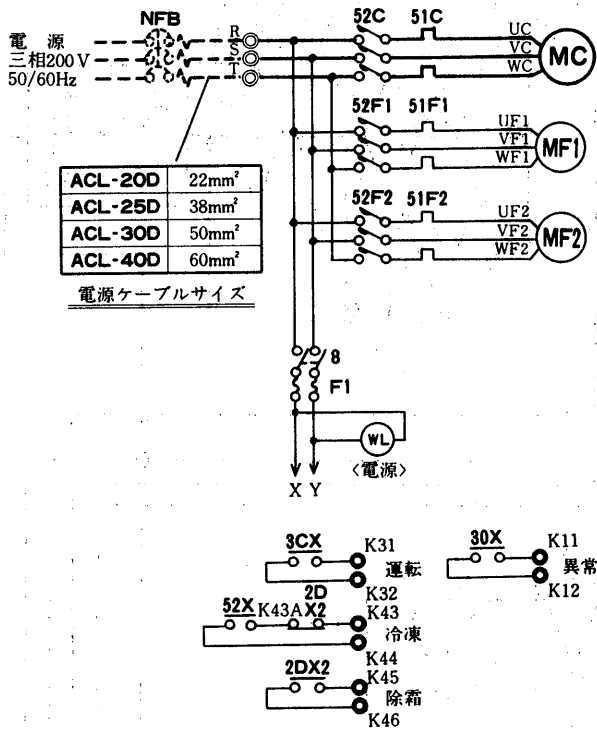 NFB
電源
三相200V
50/60Hz
R
S
T
52C 51C
UC
VC
WC
MC
52F1 51F1
UF1
VF1
WF1
MF1
52F2 51F2
UF2
VF2
WF2
MF2
ACL-20D 22mm²
ACL-25D 38mm²
ACL-30D 50mm²
ACL-40D 60mm²
電源ケーブルサイズ
8
F1
WL
〈電源〉
X Y
3CX
K31
運転
K32
30X
K11
異常
K12
2D
52X K43A X2 K43
冷凍
K44
2DX2
K45
除霜
K46